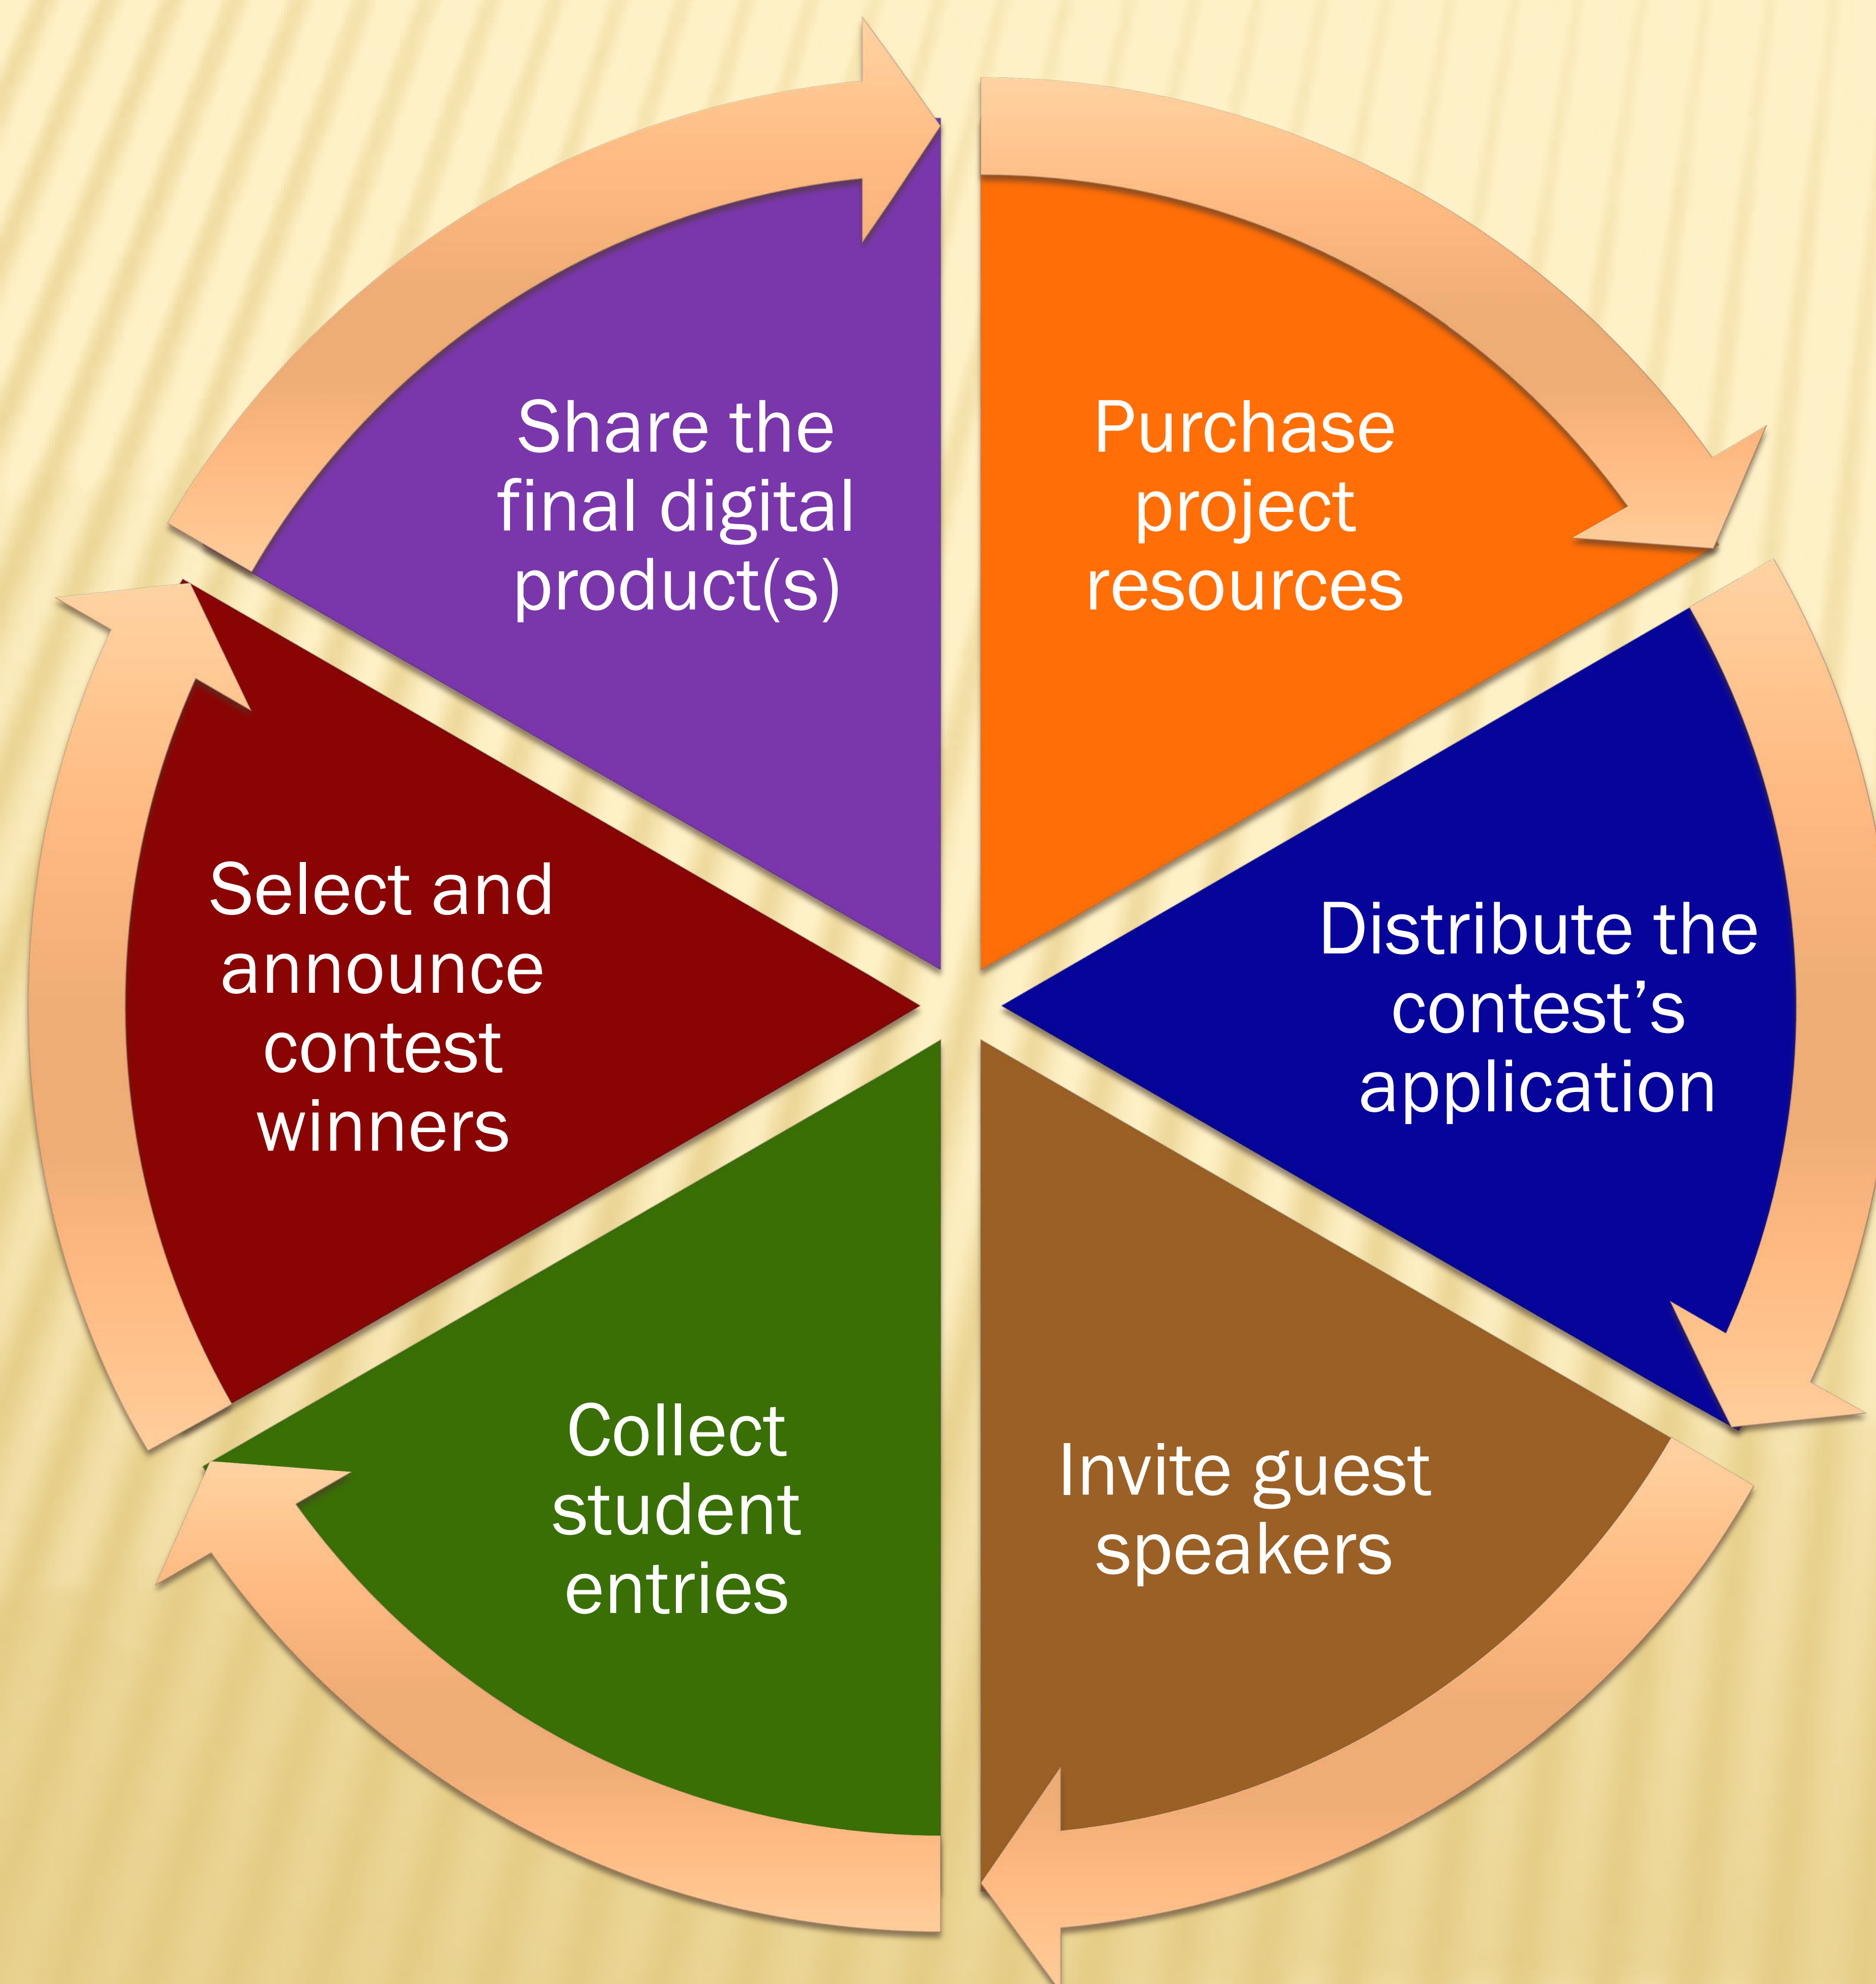 Purchase
project
resources
Distribute the
contest’s
application
Invite guest
speakers
Collect
student
entries
Select and
announce
contest
winners
Share the
final digital
product(s)